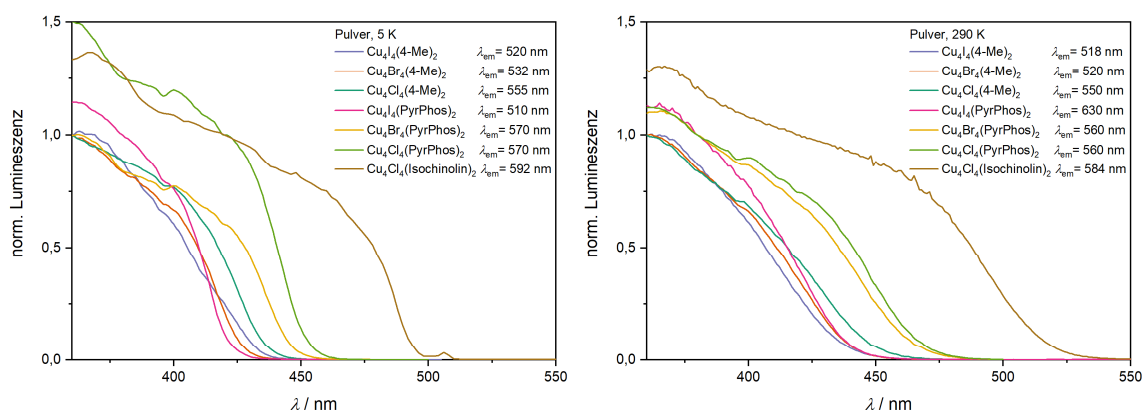 Pulver, 5 K
Cu₄I₄(4-Me)₂ λem= 520 nm
Cu₄Br₄(4-Me)₂ λem= 532 nm
Cu₄Cl₄(4-Me)₂ λem= 555 nm
Cu₄I₄(PyrPhos)₂ λem= 510 nm
Cu₄Br₄(PyrPhos)₂ λem= 570 nm
Cu₄Cl₄(PyrPhos)₂ λem= 570 nm
Cu₄Cl₄(Isochinolin)₂ λem= 592 nm
norm. Lumineszenz
1,5
1,0
0,5
0,0
400 450 500 550
λ / nm
Pulver, 290 K
Cu₄I₄(4-Me)₂ λem= 518 nm
Cu₄Br₄(4-Me)₂ λem= 520 nm
Cu₄Cl₄(4-Me)₂ λem= 550 nm
Cu₄I₄(PyrPhos)₂ λem= 630 nm
Cu₄Br₄(PyrPhos)₂ λem= 560 nm
Cu₄Cl₄(PyrPhos)₂ λem= 560 nm
Cu₄Cl₄(Isochinolin)₂ λem= 584 nm
norm. Lumineszenz
1,5
1,0
0,5
0,0
400 450 500 550
λ / nm